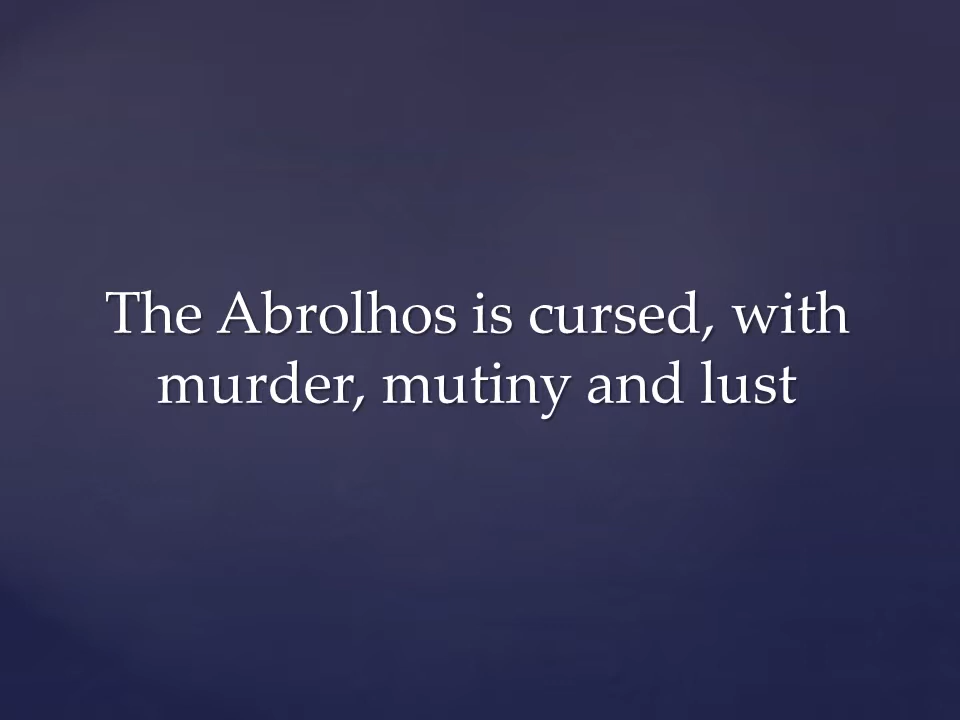 The Abrolhos is cursed, with
murder, mutiny and lust